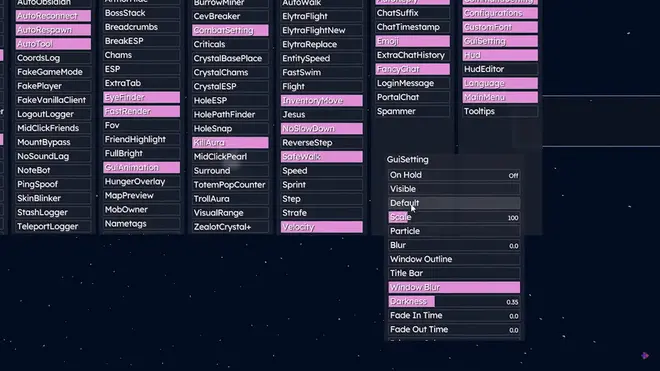 AutoObsidian
AutoReconnect
AutoRespawn
AutoTool
CoordsLog
FakeGameMode
FakePlayer
FakeVanillaClient
LogoutLogger
MidClickFriends
MountBypass
NoSoundLag
NoteBot
PingSpoof
SkinBlinker
StashLogger
TeleportLogger
BossStack
Breadcrumbs
BreakESP
Chams
ESP
ExtraTab
EyeFinder
FastRender
Fov
FriendHighlight
FullBright
GuiAnimation
HungerOverlay
MapPreview
MobOwner
Nametags
BurrowMiner
CevBreaker
CombatSetting
Criticals
CrystalBasePlace
CrystalChams
CrystalESP
HoleESP
HolePathFinder
HoleSnap
KillAura
MidClickPearl
Surround
TotemPopCounter
TrollAura
VisualRange
ZealotCrystal+
AutoWalk
ElytraFlight
ElytraFlightNew
ElytraReplace
EntitySpeed
FastSwim
Flight
InventoryMove
Jesus
NoSlowDown
ReverseStep
SafeWalk
Speed
Sprint
Step
Strafe
Velocity
ChatSuffix
ChatTimestamp
Emoji
ExtraChatHistory
FancyChat
LoginMessage
PortalChat
Spammer
Configurations
CustomFont
GuiSetting
Hud
HudEditor
Language
MainMenu
Tooltips
GuiSetting
On Hold Off
Visible
Default
Scale 100
Particle
Blur 0.0
Window Outline
Title Bar
Window Blur
Darkness 0.35
Fade In Time 0.0
Fade Out Time 0.0